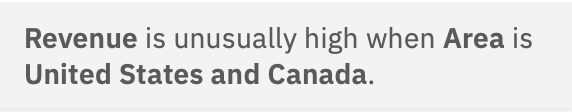 Revenue is unusually high when Area is
United States and Canada.